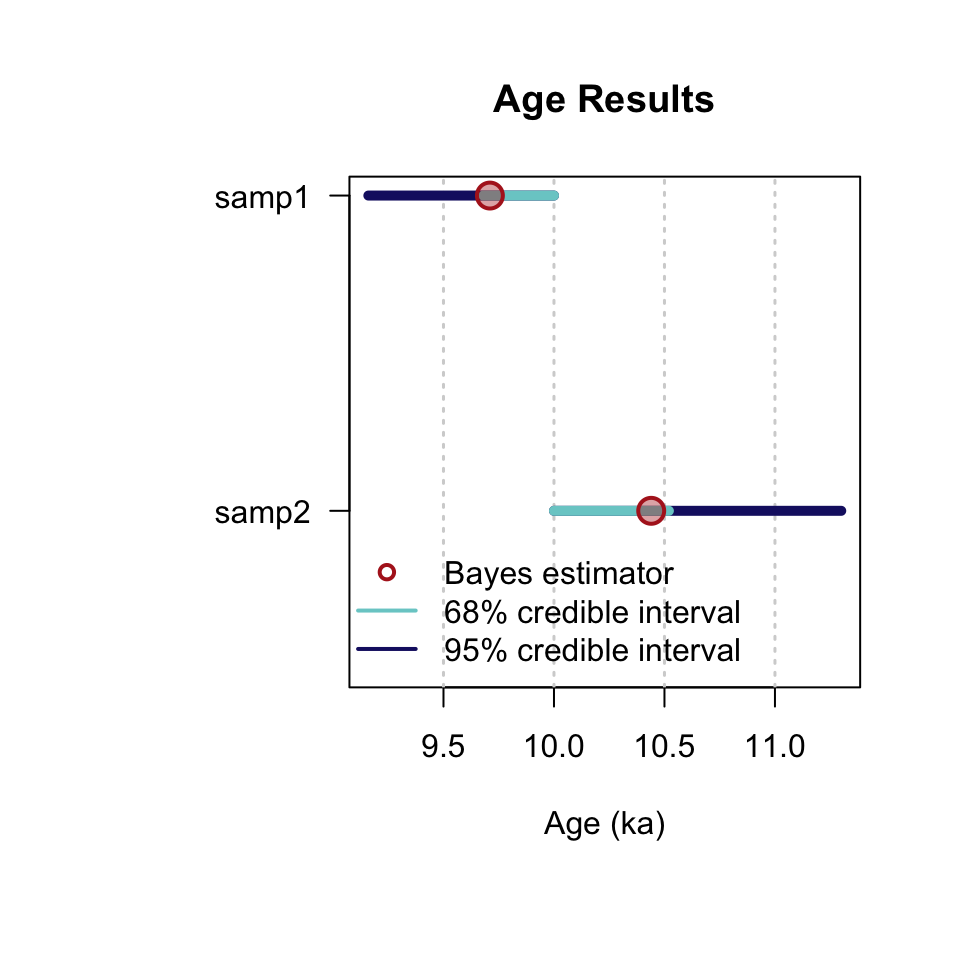 Age Results
samp1
samp2
Bayes estimator
68% credible interval
95% credible interval
9.5 10.0 10.5 11.0
Age (ka)